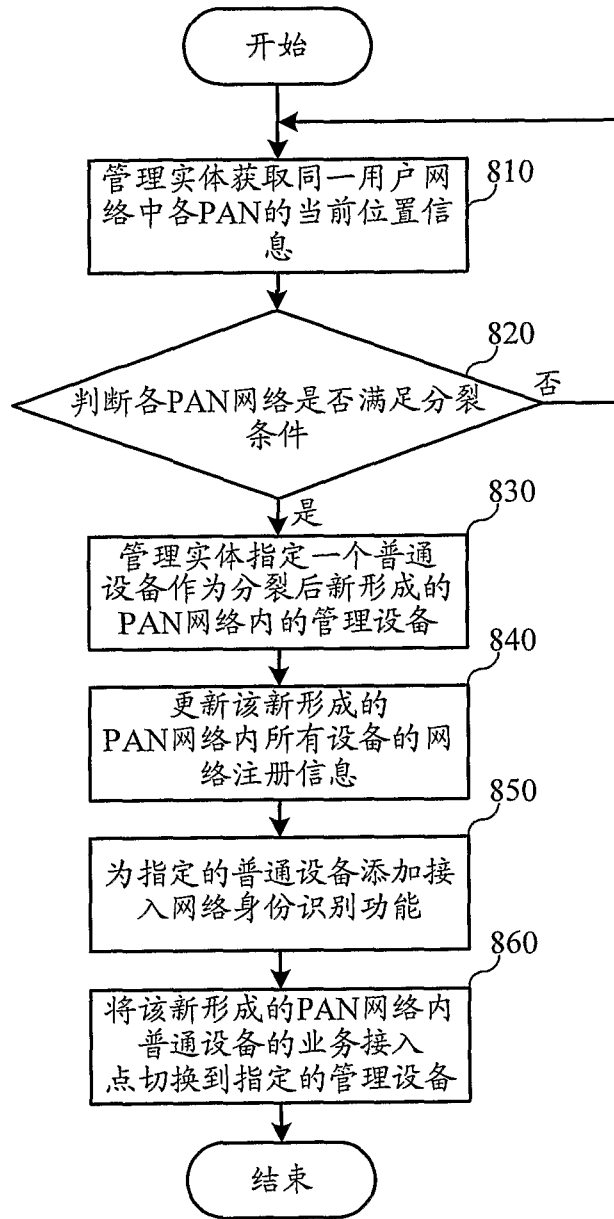 开始
管理实体获取同一用户网
络中各PAN的当前位置信
息
810
判断各PAN网络是否满足分裂
条件
820
否
是
管理实体指定一个普通
设备作为分裂后新形成的
PAN网络内的管理设备
830
更新该新形成的
PAN网络内所有设备的网
络注册信息
840
为指定的普通设备添加接
入网络身份识别功能
850
将该新形成的PAN网络内
普通设备的业务接入
点切换到指定的管理设备
860
结束